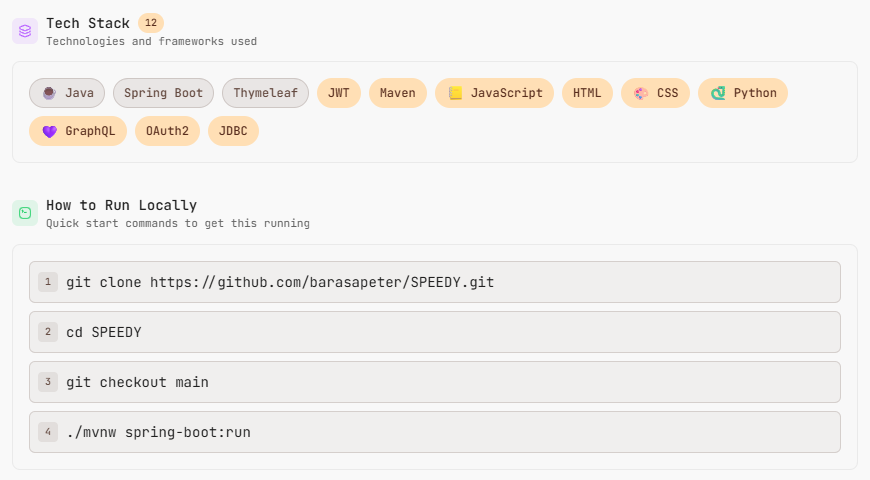 Tech Stack 12
Technologies and frameworks used
Java Spring Boot Thymeleaf JWT Maven JavaScript HTML CSS Python
GraphQL OAuth2 JDBC
How to Run Locally
Quick start commands to get this running
1 git clone https://github.com/barasapeter/SPEEDY.git
2 cd SPEEDY
3 git checkout main
4 ./mvnw spring-boot:run